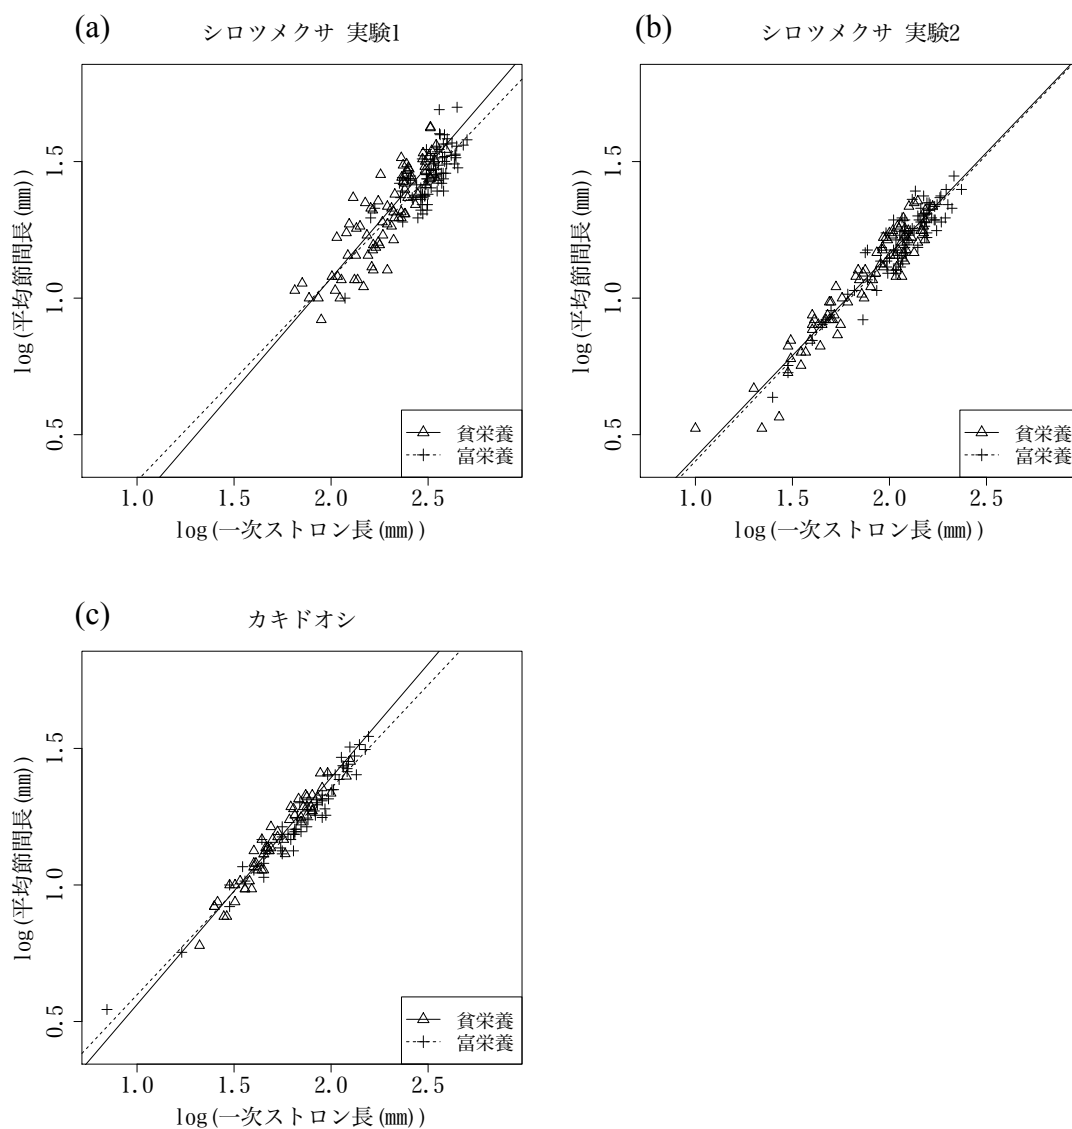 (a) シロツメクサ 実験1
log(平均節間長(mm))
1.5
1.0
0.5
貧栄養
富栄養
1.0 1.5 2.0 2.5
log(一次ストロン長(mm))
(b) シロツメクサ 実験2
log(平均節間長(mm))
1.5
1.0
0.5
貧栄養
富栄養
1.0 1.5 2.0 2.5
log(一次ストロン長(mm))
(c) カキドオシ
log(平均節間長(mm))
1.5
1.0
0.5
貧栄養
富栄養
1.0 1.5 2.0 2.5
log(一次ストロン長(mm))